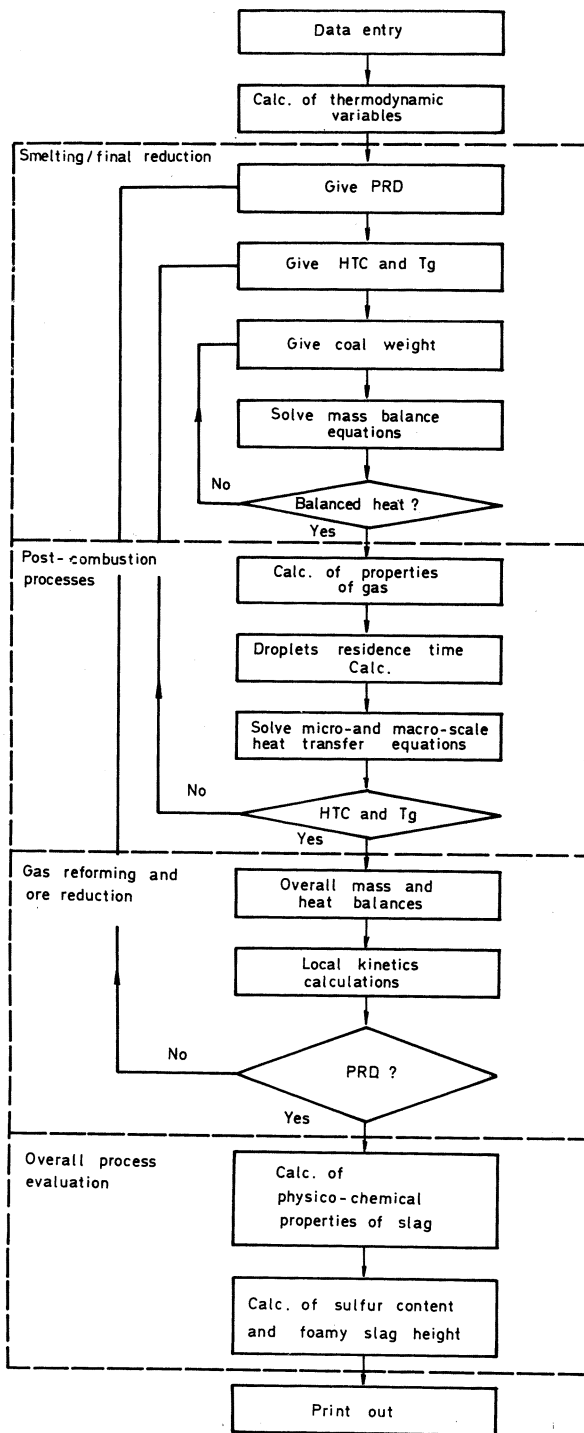 Data entry
Calc. of thermodynamic
variables
Smelting/final reduction
Give PRD
Give HTC and Tg
Give coal weight
Solve mass balance
equations
No
Balanced heat ?
Yes
Post-combustion
processes
Calc. of properties
of gas
Droplets residence time
Calc.
Solve micro-and macro-scale
heat transfer equations
No
HTC and Tg
Yes
Gas reforming and
ore reduction
Overall mass and
heat balances
Local kinetics
calculations
No
PRD ?
Yes
Overall process
evaluation
Calc. of
physico-chemical
properties of slag
Calc. of sulfur content
and foamy slag height
Print out